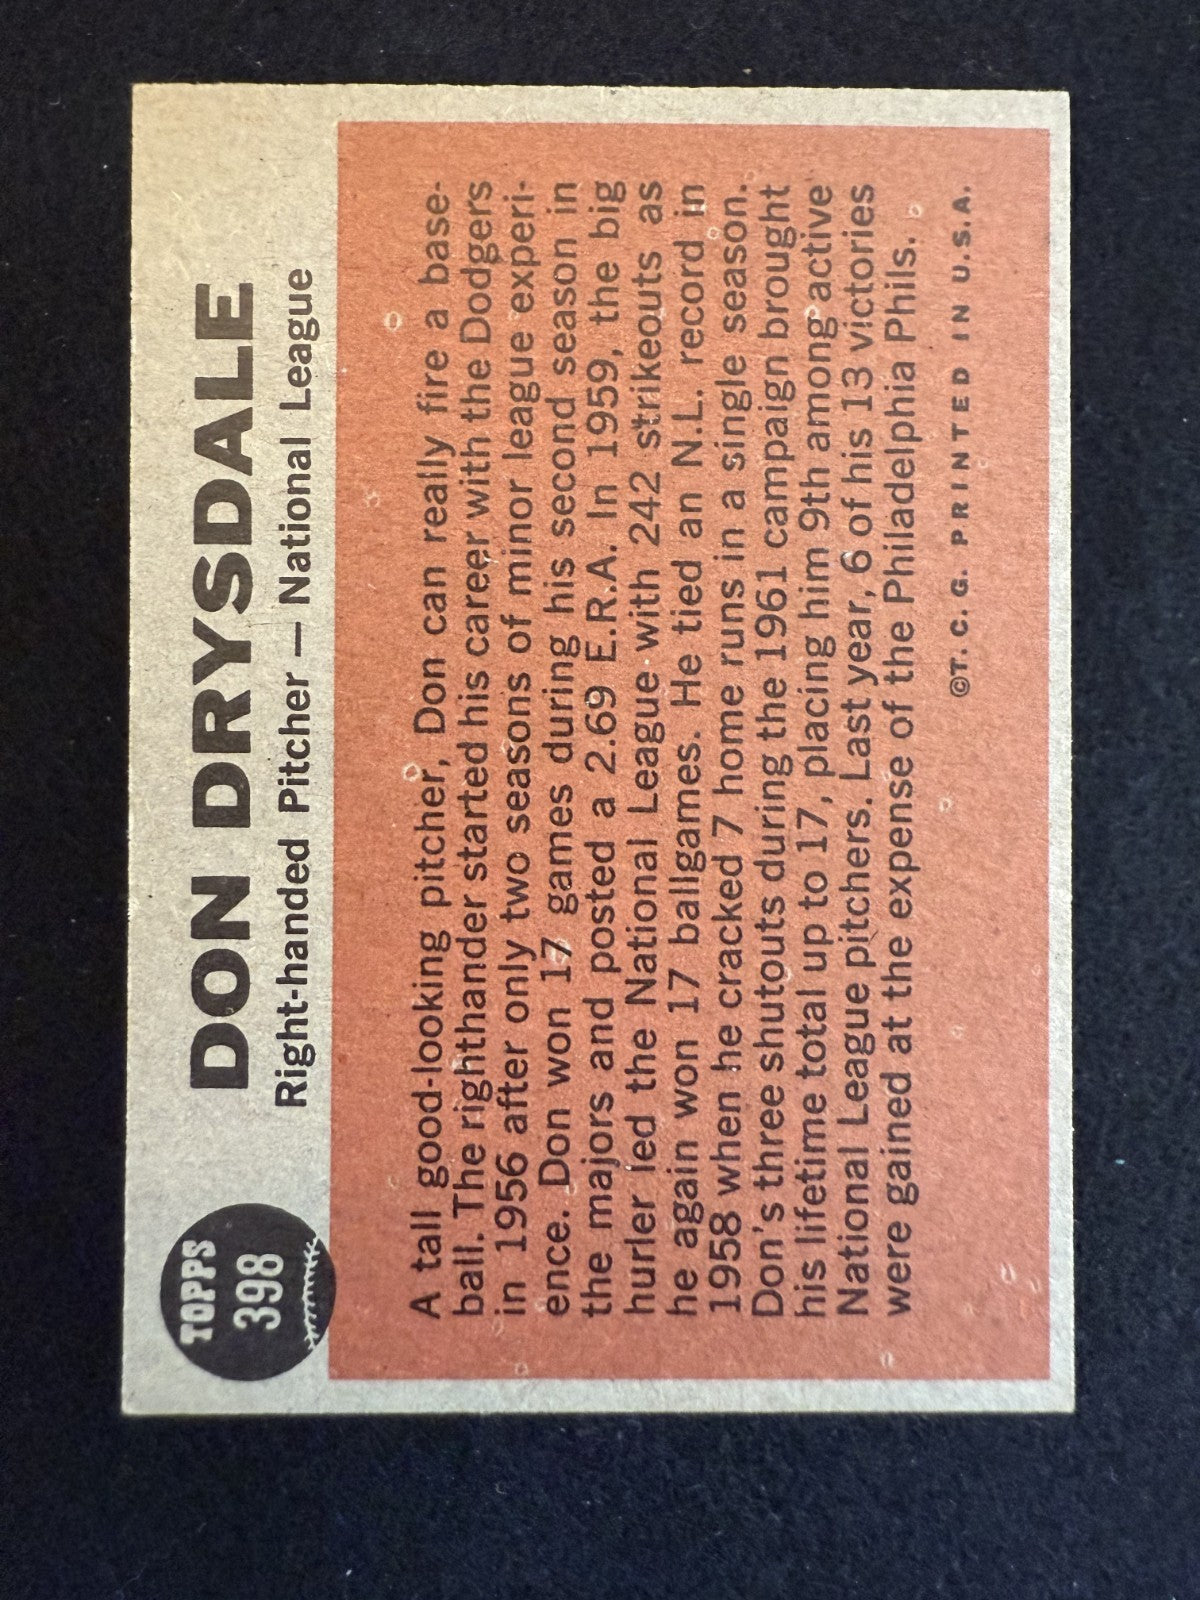 TOPPS
398
DON DRYSDALE
Right-handed Pitcher — National League
A tall good-looking pitcher, Don can really fire a base-
ball. The righthander started his career with the Dodgers
in 1956 after only two seasons of minor league experi-
ence. Don won 17 games during his second season in
the majors and posted a 2.69 E.R.A. In 1959, the big
hurler led the National League with 242 strikeouts as
he again won 17 ballgames. He tied an N.L. record in
1958 when he cracked 7 home runs in a single season.
Don's three shutouts during the 1961 campaign brought
his lifetime total up to 17, placing him 9th among active
National League pitchers. Last year, 6 of his 13 victories
were gained at the expense of the Philadelphia Phils.
©T. C. G. PRINTED IN U.S.A.